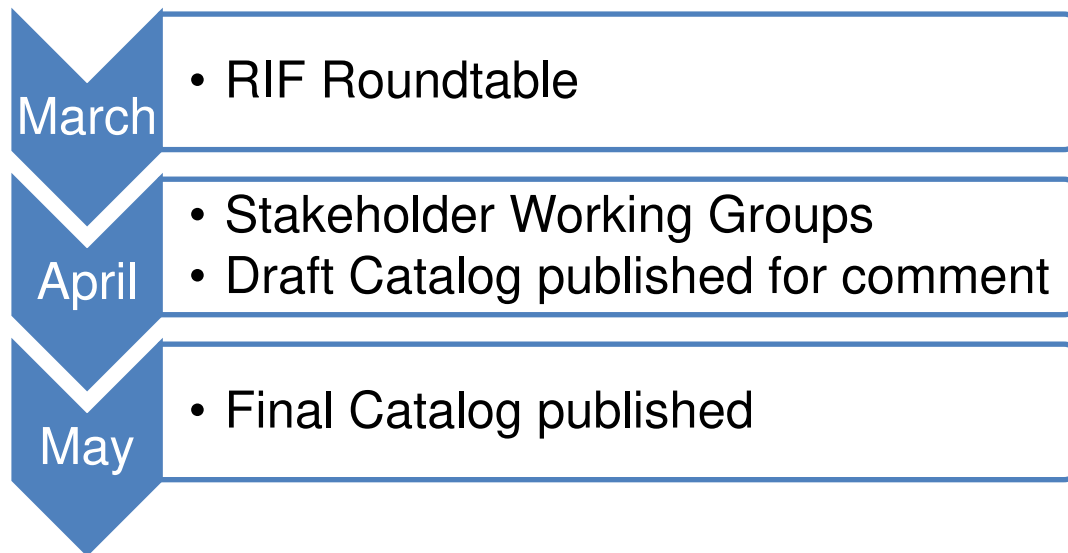 March
• RIF Roundtable
April
• Stakeholder Working Groups
• Draft Catalog published for comment
May
• Final Catalog published